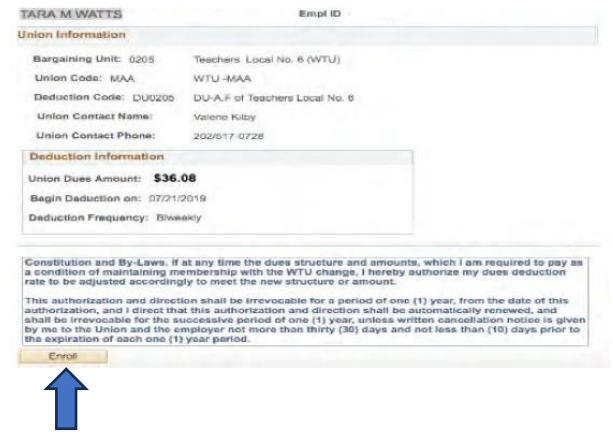 TARA M WATTS Empl ID
Union Information
Bargaining Unit: 0205 Teachers Local No. 6 (WTU)
Union Code: MAA WTU -MAA
Deduction Code: DU0205 DU-A.F of Teachers Local No. 6
Union Contact Name: Valerie Kilby
Union Contact Phone: 202/517-0728
Deduction Information
Union Dues Amount: $36.08
Begin Deduction on: 07/21/2019
Deduction Frequency: Biweekly
Constitution and By-Laws. If at any time the dues structure and amounts, which I am required to pay as
a condition of maintaining membership with the WTU change, I hereby authorize my dues deduction
rate to be adjusted accordingly to meet the new structure or amount.
This authorization and direction shall be irrevocable for a period of one (1) year, from the date of this
authorization, and I direct that this authorization and direction shall be automatically renewed, and
shall be irrevocable for the successive period of one (1) year, unless written cancellation notice is given
by me to the Union and the employer not more than thirty (30) days and not less than (10) days prior to
the expiration of each one (1) year period.
Enroll